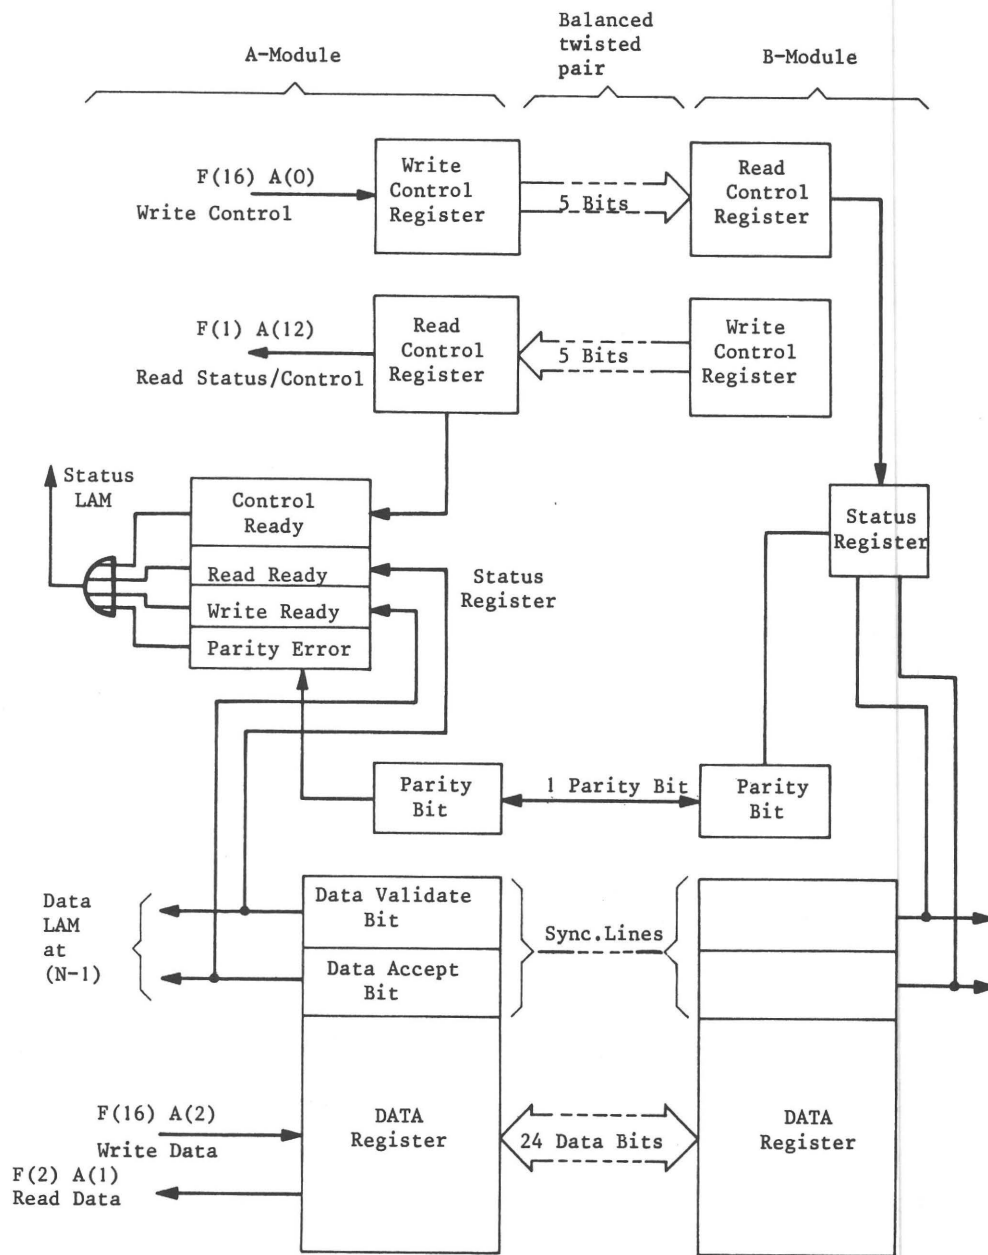 A-Module
Balanced
twisted
pair
B-Module
F(16) A(0)
Write Control
Write
Control
Register
5 Bits
Read
Control
Register
F(1) A(12)
Read Status/Control
Read
Control
Register
5 Bits
Write
Control
Register
Status
LAM
Control
Ready
Read Ready
Write Ready
Parity Error
Status
Register
Status
Register
Parity
Bit
1 Parity Bit
Parity
Bit
Data
LAM
at
(N-1)
Data Validate
Bit
Data Accept
Bit
Sync.Lines
F(16) A(2)
Write Data
F(2) A(1)
Read Data
DATA
Register
24 Data Bits
DATA
Register